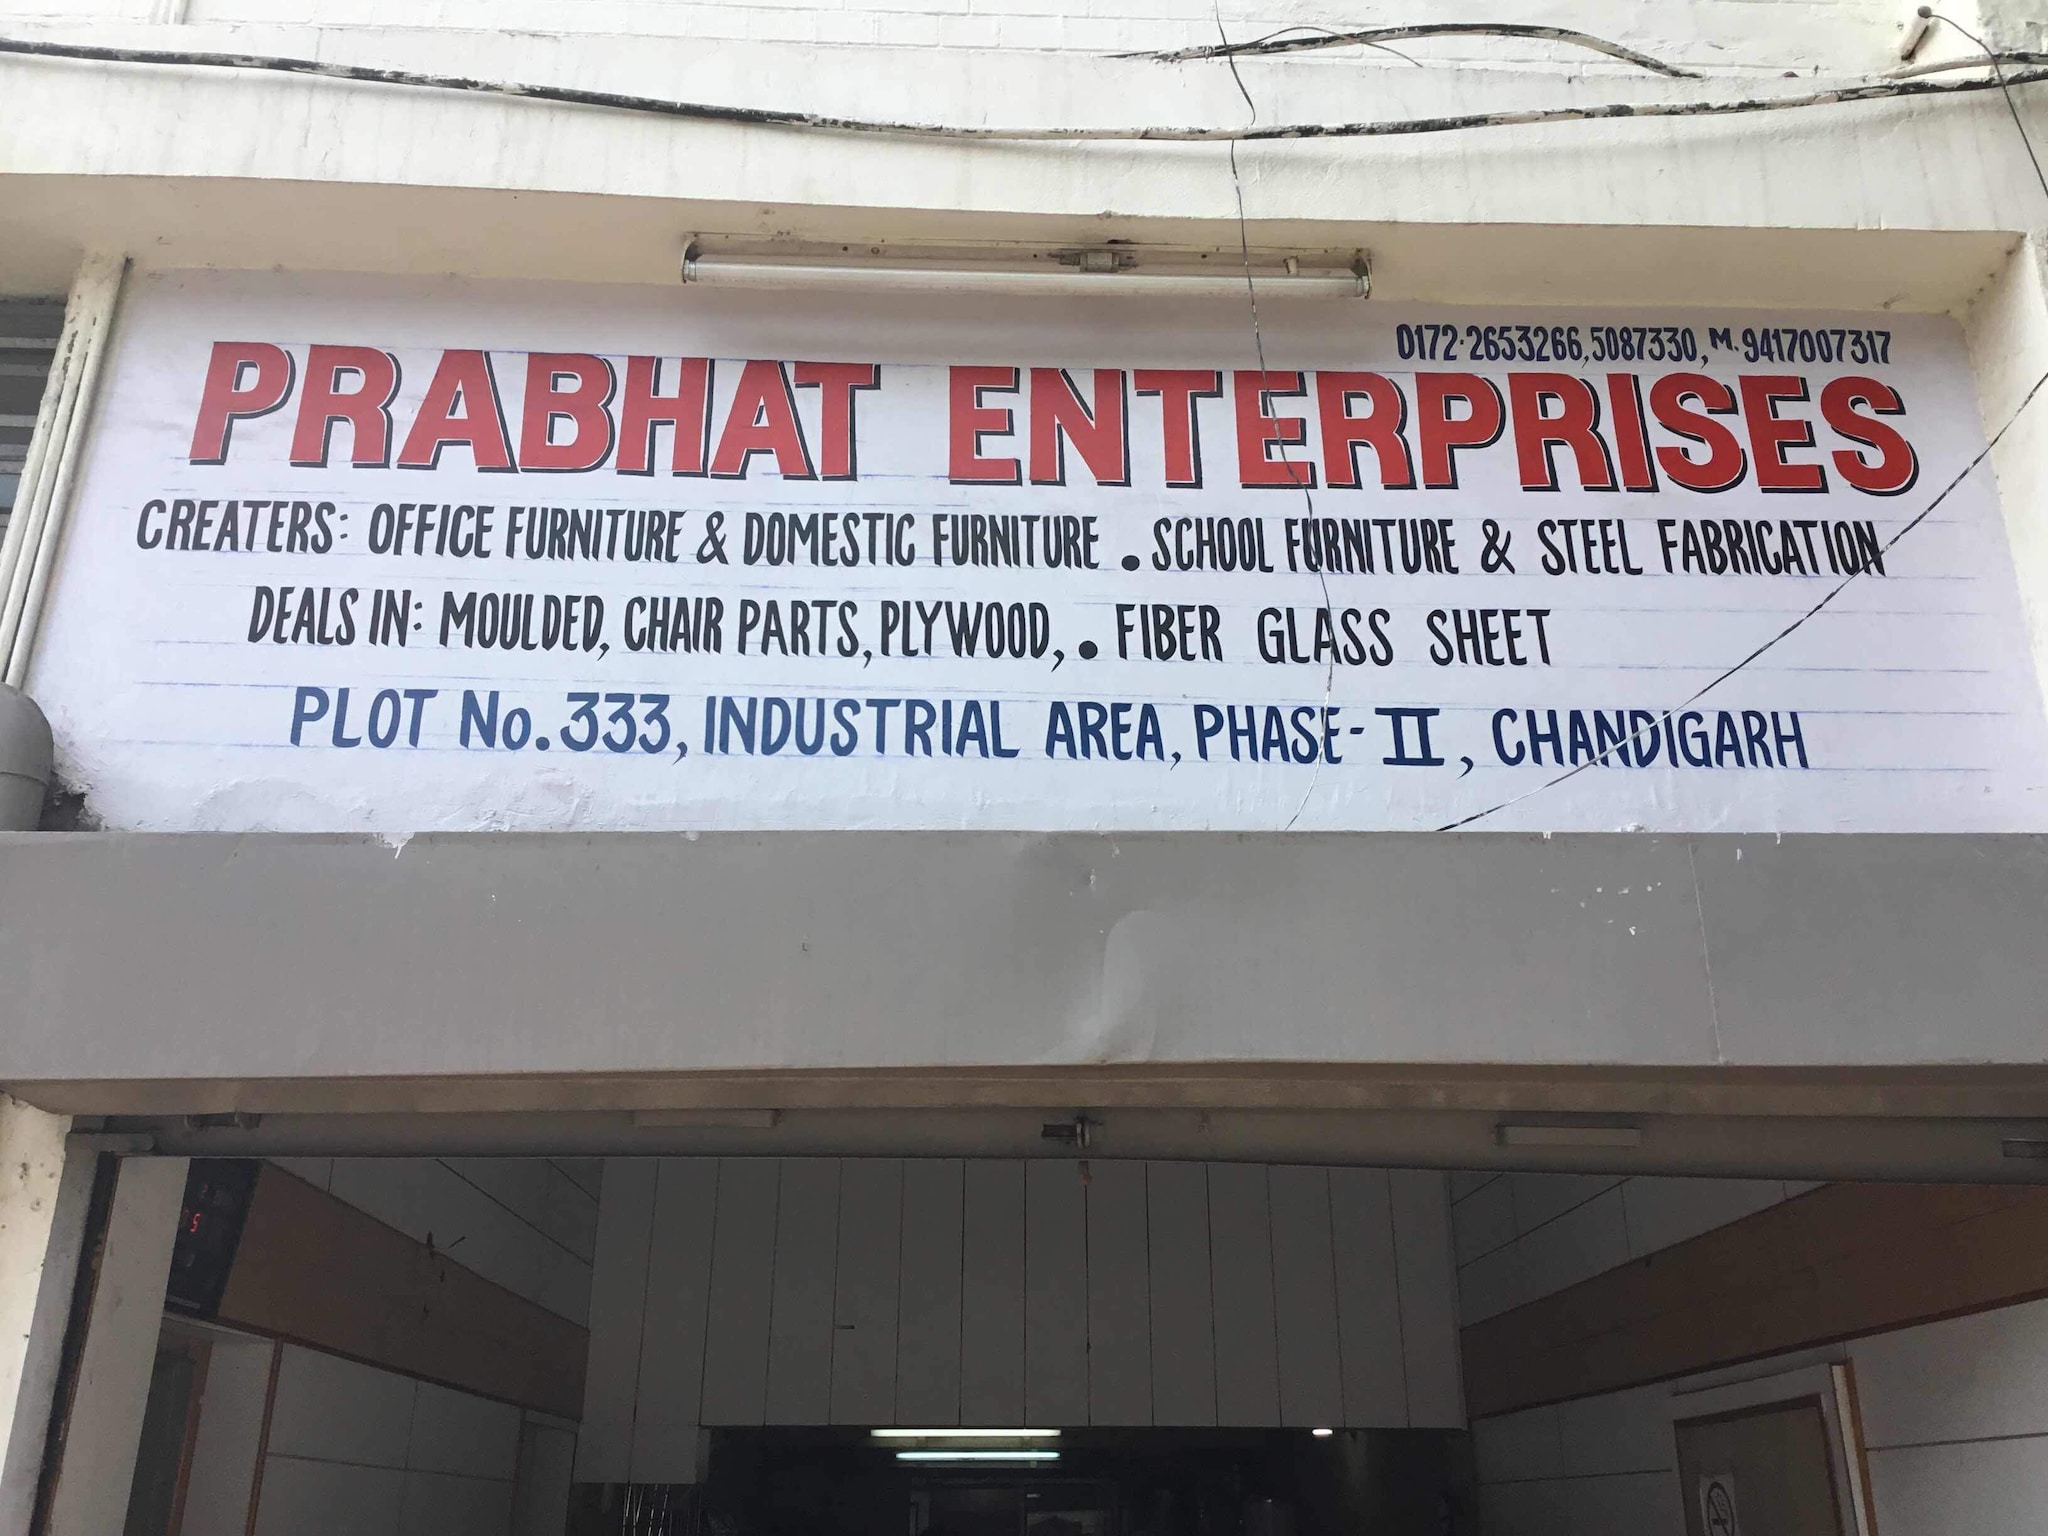 0172·2653266,5087330, M. 9417007317
PRABHAT ENTERPRISES
CREATERS: OFFICE FURNITURE & DOMESTIC FURNITURE . SCHOOL FURNITURE & STEEL FABRICATION
DEALS IN: MOULDED, CHAIR PARTS, PLYWOOD, . FIBER GLASS SHEET
PLOT No. 333, INDUSTRIAL AREA, PHASE-II, CHANDIGARH